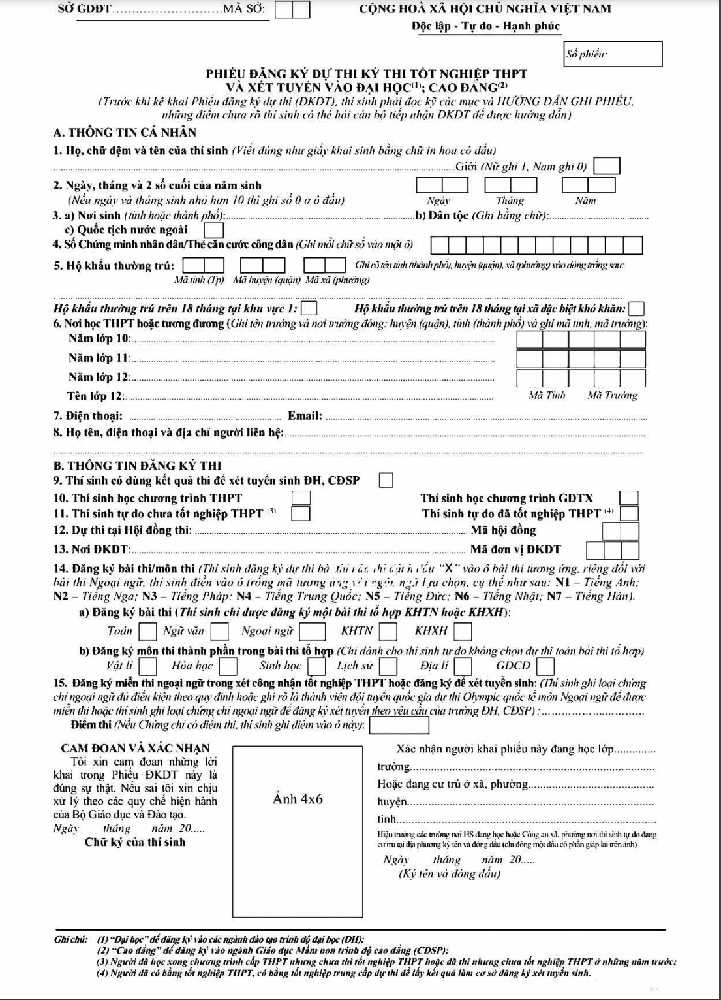 SỞ GDĐT..............................MÃ SỞ:
CỘNG HOÀ XÃ HỘI CHỦ NGHĨA VIỆT NAM
Độc lập - Tự do - Hạnh phúc
Số phiếu:
PHIẾU ĐĂNG KÝ DỰ THI KỲ THI TỐT NGHIỆP THPT
VÀ XÉT TUYỂN VÀO ĐẠI HỌC(1); CAO ĐẲNG(2)
(Trước khi kê khai Phiếu đăng ký dự thi (ĐKDT), thí sinh phải đọc kỹ các mục và HƯỚNG DẪN GHI PHIẾU,
những điểm chưa rõ thí sinh có thể hỏi cán bộ tiếp nhận ĐKDT để được hướng dẫn)
A. THÔNG TIN CÁ NHÂN
1. Họ, chữ đệm và tên của thí sinh (Viết đúng như giấy khai sinh bằng chữ in hoa có dấu)
..............................Giới (Nữ ghi 1, Nam ghi 0)
2. Ngày, tháng và 2 số cuối của năm sinh
(Nếu ngày và tháng sinh nhỏ hơn 10 thì ghi số 0 ở ô đầu) Ngày Tháng Năm
3. a) Nơi sinh (tỉnh hoặc thành phố):..............................b) Dân tộc (Ghi bằng chữ):..............................
c) Quốc tịch nước ngoài
4. Số Chứng minh nhân dân/Thẻ căn cước công dân (Ghi mỗi chữ số vào một ô)
5. Hộ khẩu thường trú: Ghi rõ tên tỉnh (thành phố), huyện (quận), xã (phường) vào dòng trống sau:
Mã tỉnh (Tp) Mã huyện (quận) Mã xã (phường)
Hộ khẩu thường trú trên 18 tháng tại khu vực 1: Hộ khẩu thường trú trên 18 tháng tại xã đặc biệt khó khăn:
6. Nơi học THPT hoặc tương đương (Ghi tên trường và nơi trường đóng: huyện (quận), tỉnh (thành phố) và ghi mã tỉnh, mã trường):
Năm lớp 10:..............................
Năm lớp 11:..............................
Năm lớp 12:..............................
Tên lớp 12:.............................. Mã Tỉnh Mã Trường
7. Điện thoại: .............................. Email: ..............................
8. Họ tên, điện thoại và địa chỉ người liên hệ:..............................
B. THÔNG TIN ĐĂNG KÝ THI
9. Thí sinh có dùng kết quả thi để xét tuyển sinh ĐH, CĐSP
10. Thí sinh học chương trình THPT Thí sinh học chương trình GDTX
11. Thí sinh tự do chưa tốt nghiệp THPT (3) Thí sinh tự do đã tốt nghiệp THPT (4)
12. Dự thi tại Hội đồng thi: .............................. Mã hội đồng
13. Nơi ĐKDT:.............................. Mã đơn vị ĐKDT
14. Đăng ký bài thi/môn thi (Thí sinh đăng ký dự thi bài thi nào thì đánh dấu “X” vào ô bài thi tương ứng, riêng đối với
bài thi Ngoại ngữ, thí sinh điền vào ô trống mã tương ứng với ngôn ngữ lựa chọn, cụ thể như sau: N1 – Tiếng Anh;
N2 – Tiếng Nga; N3 – Tiếng Pháp; N4 – Tiếng Trung Quốc; N5 – Tiếng Đức; N6 – Tiếng Nhật; N7 – Tiếng Hàn).
a) Đăng ký bài thi (Thí sinh chỉ được đăng ký một bài thi tổ hợp KHTN hoặc KHXH):
Toán Ngữ văn Ngoại ngữ KHTN KHXH
b) Đăng ký môn thi thành phần trong bài thi tổ hợp (Chỉ dành cho thí sinh tự do không chọn dự thi toàn bài thi tổ hợp)
Vật lí Hóa học Sinh học Lịch sử Địa lí GDCD
15. Đăng ký miễn thi ngoại ngữ trong xét công nhận tốt nghiệp THPT hoặc đăng ký để xét tuyển sinh: (Thí sinh ghi loại chứng
chỉ ngoại ngữ đủ điều kiện theo quy định hoặc ghi rõ là thành viên đội tuyển quốc gia dự thi Olympic quốc tế môn Ngoại ngữ để được
miễn thi hoặc thí sinh ghi loại chứng chỉ ngoại ngữ để đăng ký xét tuyển theo yêu cầu của trường ĐH, CĐSP) :..............................
Điểm thi (Nếu Chứng chỉ có điểm thi, thí sinh ghi điểm vào ô này):
CAM ĐOAN VÀ XÁC NHẬN
Tôi xin cam đoan những lời
khai trong Phiếu ĐKDT này là
đúng sự thật. Nếu sai tôi xin chịu
xử lý theo các quy chế hiện hành
của Bộ Giáo dục và Đào tạo.
Ngày tháng năm 20.....
Chữ ký của thí sinh
Ảnh 4x6
Xác nhận người khai phiếu này đang học lớp..............
trường..............................
Hoặc đang cư trú ở xã, phường..............................
huyện..............................
tỉnh..............................
Hiệu trưởng các trường nơi HS đang học hoặc Công an xã, phường nơi thí sinh tự do đang
cư trú tại địa phương ký tên và đóng dấu (chỉ đóng một dấu có phần giáp lai trên ảnh)
Ngày tháng năm 20.....
(Ký tên và đóng dấu)
Ghi chú: (1) “Đại học” để đăng ký vào các ngành đào tạo trình độ đại học (ĐH);
(2) “Cao đẳng” để đăng ký vào ngành Giáo dục Mầm non trình độ cao đẳng (CĐSP);
(3) Người đã học xong chương trình cấp THPT nhưng chưa thi tốt nghiệp THPT hoặc đã thi nhưng chưa tốt nghiệp THPT ở những năm trước;
(4) Người đã có bằng tốt nghiệp THPT, có bằng tốt nghiệp trung cấp dự thi để lấy kết quả làm cơ sở đăng ký xét tuyển sinh.